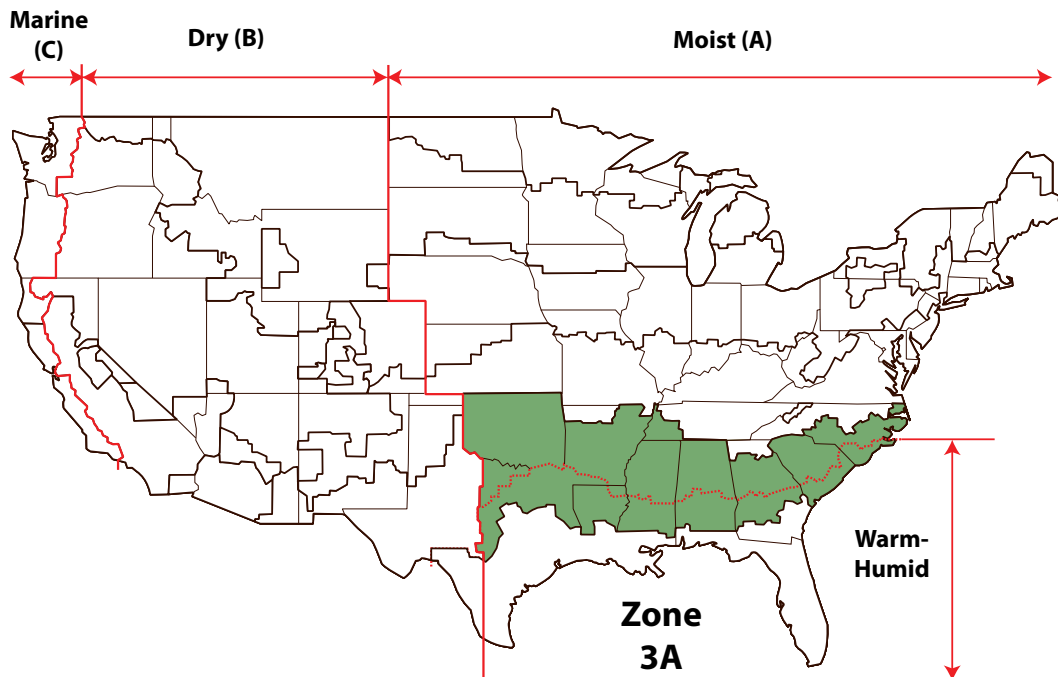 Marine
(C)
Dry (B)
Moist (A)
Warm-
Humid
Zone
3A